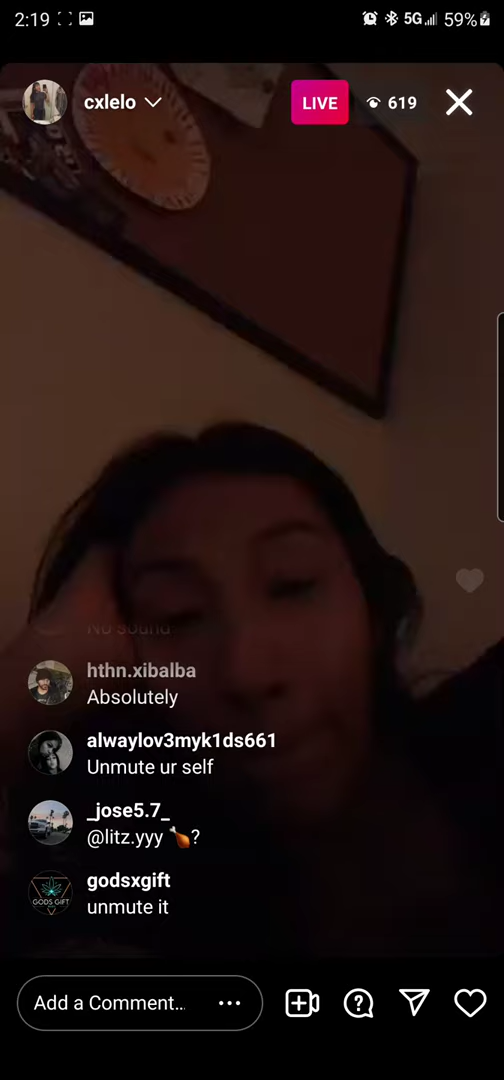 2:19
5G
59%
cxlelo
LIVE
619
No sound
hthn.xibalba
Absolutely
alwaylov3myk1ds661
Unmute ur self
_jose5.7_
@litz.yyy 🍗?
godsxgift
GODS GIFT
unmute it
Add a Comment...